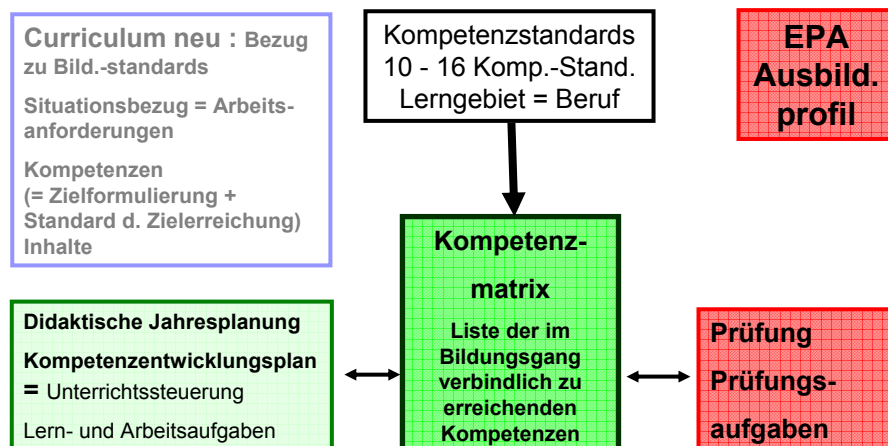 Curriculum neu : Bezug
zu Bild.-standards
Situationsbezug = Arbeits-
anforderungen
Kompetenzen
(= Zielformulierung +
Standard d. Zielerreichung)
Inhalte
Kompetenzstandards
10 - 16 Komp.-Stand.
Lerngebiet = Beruf
EPA
Ausbild.
profil
Didaktische Jahresplanung
Kompetenzentwicklungsplan
= Unterrichtssteuerung
Lern- und Arbeitsaufgaben
Kompetenz-
matrix
Liste der im
Bildungsgang
verbindlich zu
erreichenden
Kompetenzen
Prüfung
Prüfungs-
aufgaben